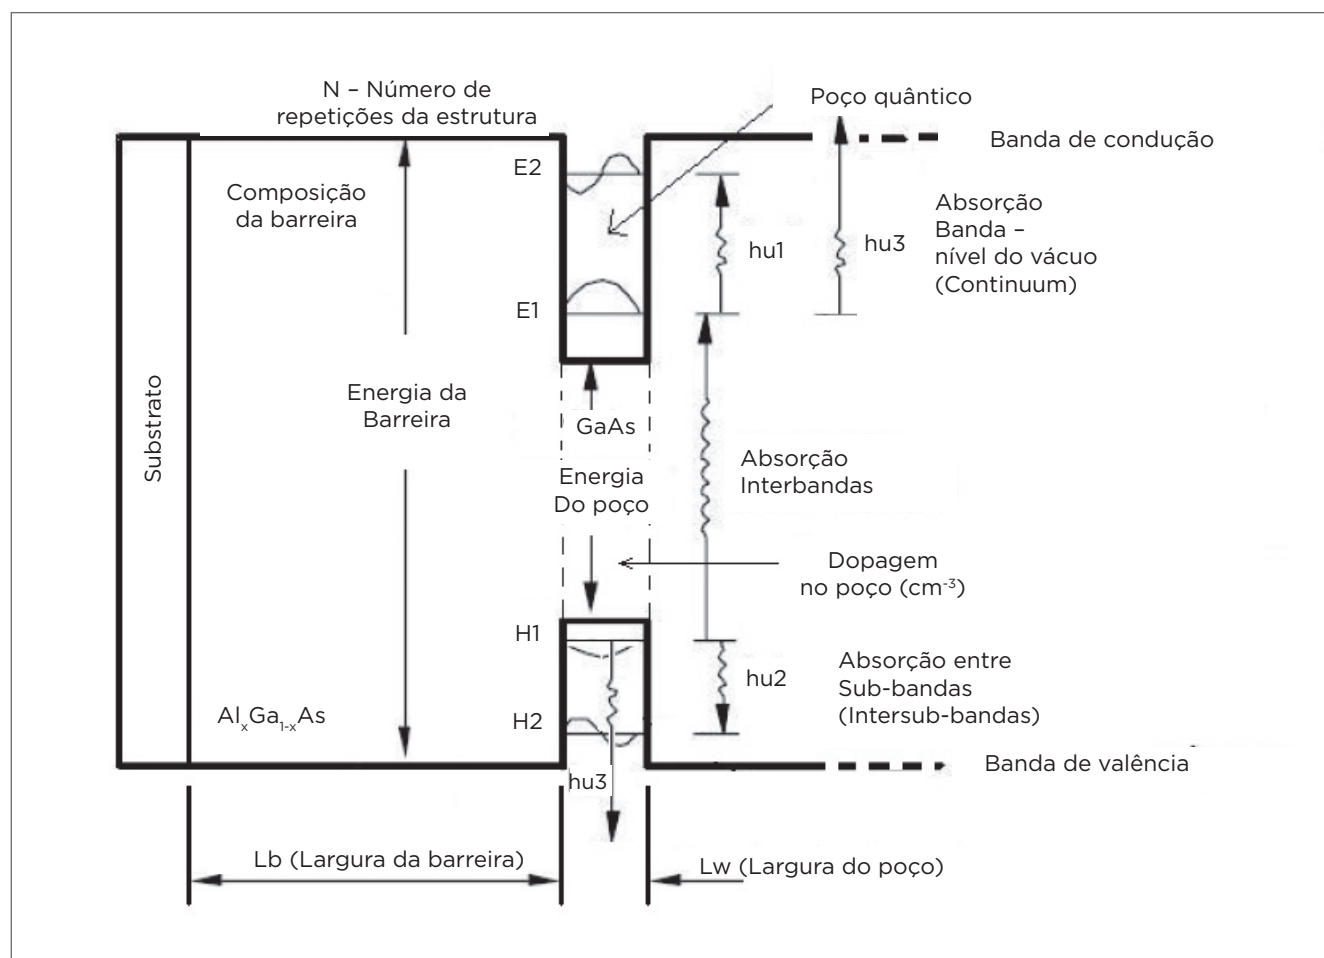 N – Número de
repetições da estrutura
Poço quântico
Banda de condução
E2
Composição
da barreira
Absorção
Banda –
nível do vácuo
(Continuum)
hu1
hu3
E1
Substrato
Energia da
Barreira
GaAs
Energia
Do poço
Absorção
Interbandas
Dopagem
no poço (cm⁻³)
H1
hu2
Absorção entre
Sub-bandas
(Intersub-bandas)
AlₓGa₁₋ₓAs
H2
hu3
Banda de valência
Lb (Largura da barreira)
Lw (Largura do poço)